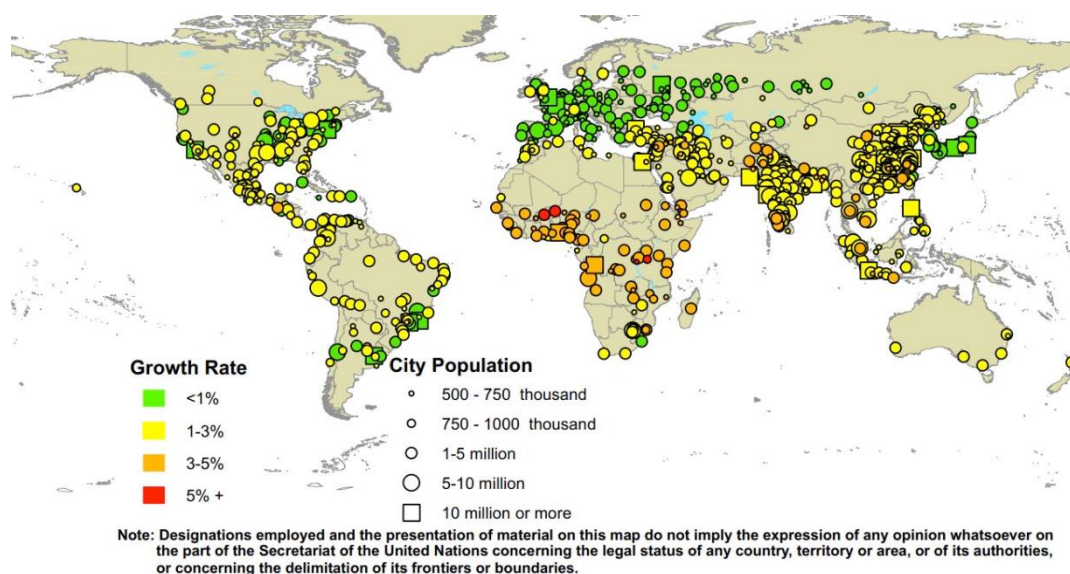 Growth Rate
<1%
1-3%
3-5%
5% +
City Population
500 - 750 thousand
750 - 1000 thousand
1-5 million
5-10 million
10 million or more
Note: Designations employed and the presentation of material on this map do not imply the expression of any opinion whatsoever on
the part of the Secretariat of the United Nations concerning the legal status of any country, territory or area, or of its authorities,
or concerning the delimitation of its frontiers or boundaries.